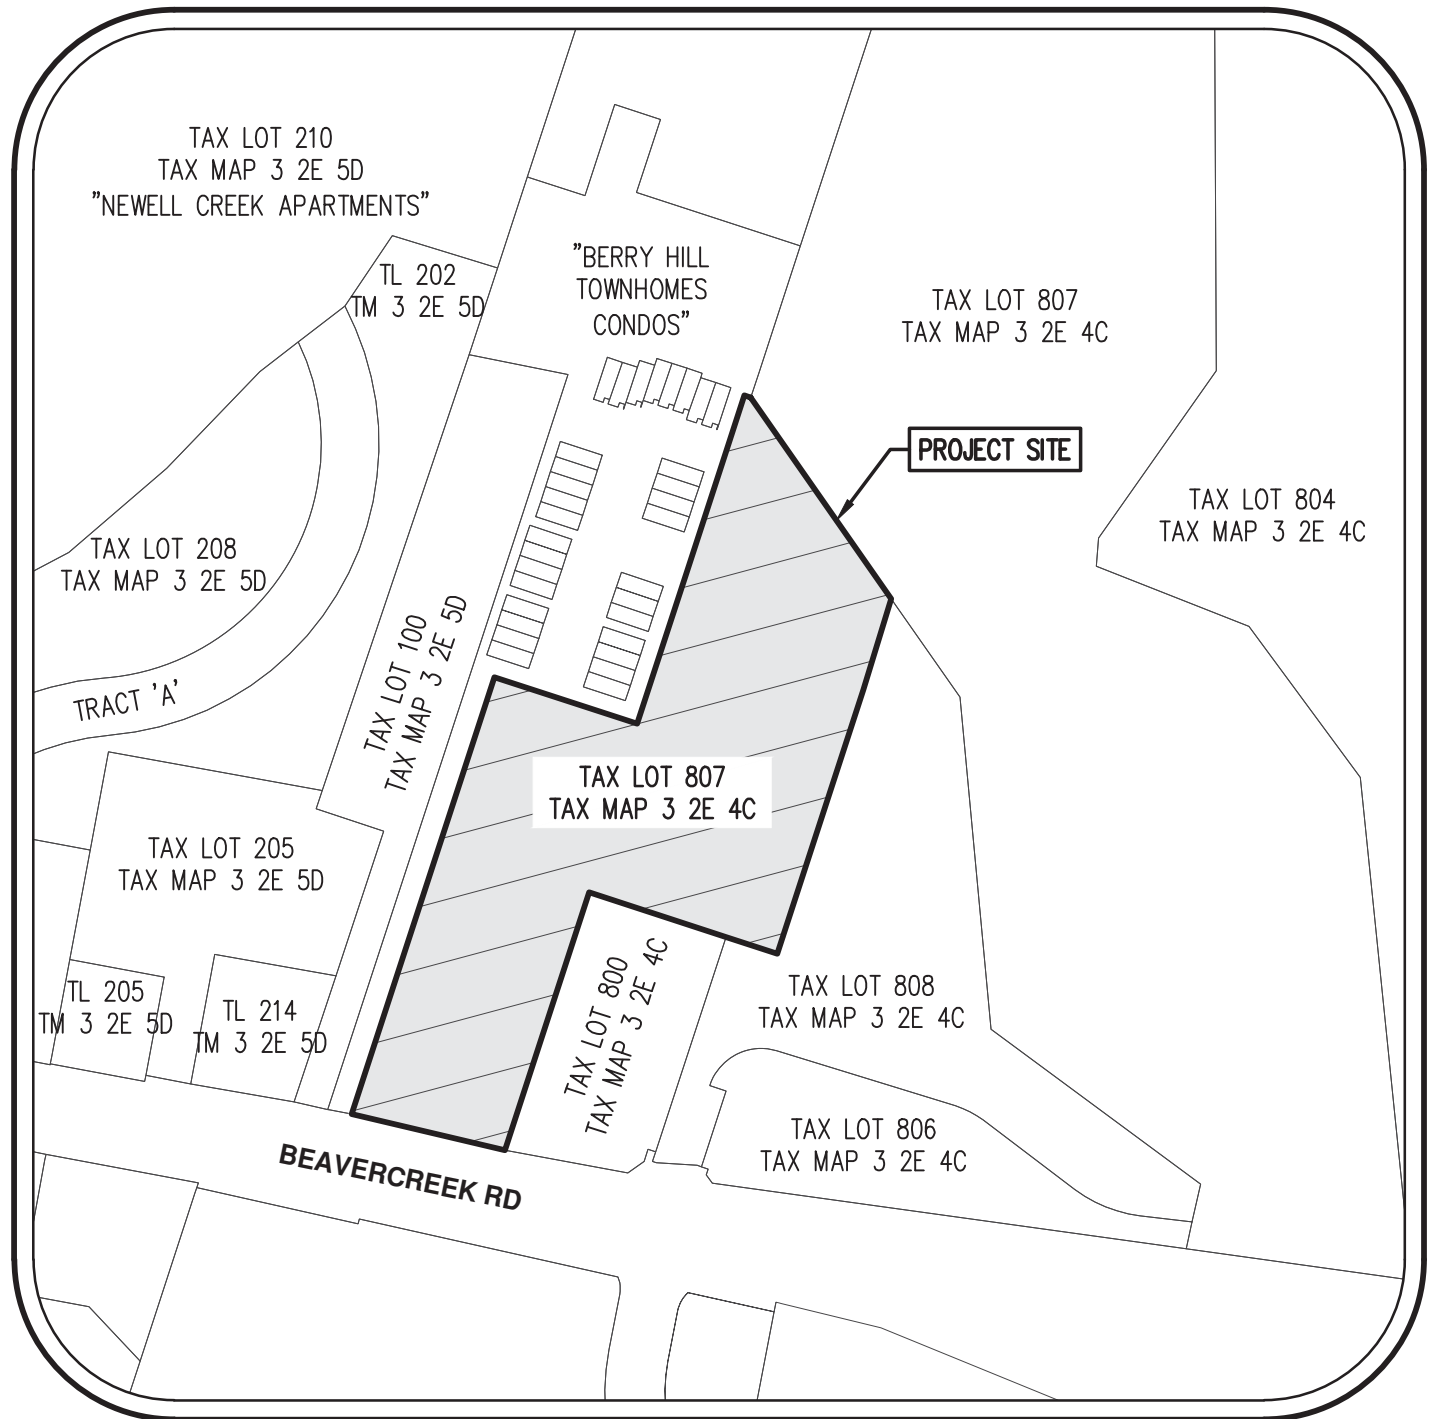 TAX LOT 210
TAX MAP 3 2E 5D
"NEWELL CREEK APARTMENTS"
TL 202
TM 3 2E 5D
"BERRY HILL
TOWNHOMES
CONDOS"
TAX LOT 807
TAX MAP 3 2E 4C
PROJECT SITE
TAX LOT 804
TAX MAP 3 2E 4C
TAX LOT 208
TAX MAP 3 2E 5D
TAX LOT 100
TAX MAP 3 2E 5D
TRACT 'A'
TAX LOT 807
TAX MAP 3 2E 4C
TAX LOT 205
TAX MAP 3 2E 5D
TL 205
TM 3 2E 5D
TL 214
TM 3 2E 5D
TAX LOT 800
TAX MAP 3 2E 4C
TAX LOT 808
TAX MAP 3 2E 4C
TAX LOT 806
TAX MAP 3 2E 4C
BEAVERCREEK RD